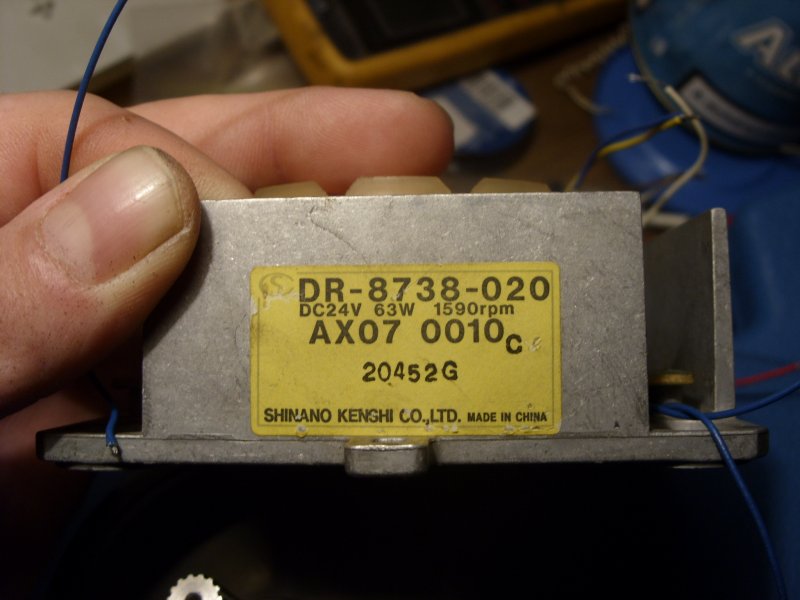 DR-8738-020
DC24V 63W 1590rpm
AX07 0010C
20452G
SHINANO KENSHI CO.,LTD. MADE IN CHINA